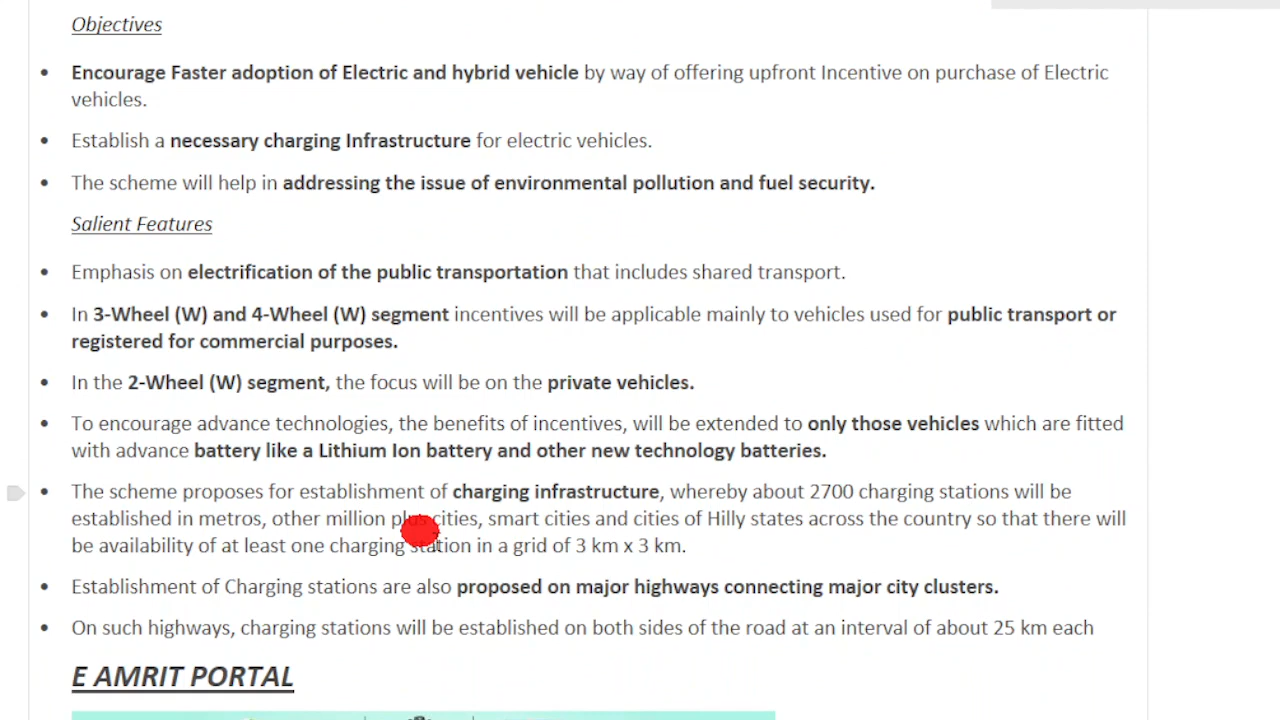 Objectives
Encourage Faster adoption of Electric and hybrid vehicle by way of offering upfront Incentive on purchase of Electric
vehicles.
Establish a necessary charging Infrastructure for electric vehicles.
The scheme will help in addressing the issue of environmental pollution and fuel security.
Salient Features
Emphasis on electrification of the public transportation that includes shared transport.
In 3-Wheel (W) and 4-Wheel (W) segment incentives will be applicable mainly to vehicles used for public transport or
registered for commercial purposes.
In the 2-Wheel (W) segment, the focus will be on the private vehicles.
To encourage advance technologies, the benefits of incentives, will be extended to only those vehicles which are fitted
with advance battery like a Lithium Ion battery and other new technology batteries.
The scheme proposes for establishment of charging infrastructure, whereby about 2700 charging stations will be
established in metros, other million plus cities, smart cities and cities of Hilly states across the country so that there will
be availability of at least one charging station in a grid of 3 km x 3 km.
Establishment of Charging stations are also proposed on major highways connecting major city clusters.
On such highways, charging stations will be established on both sides of the road at an interval of about 25 km each
E AMRIT PORTAL